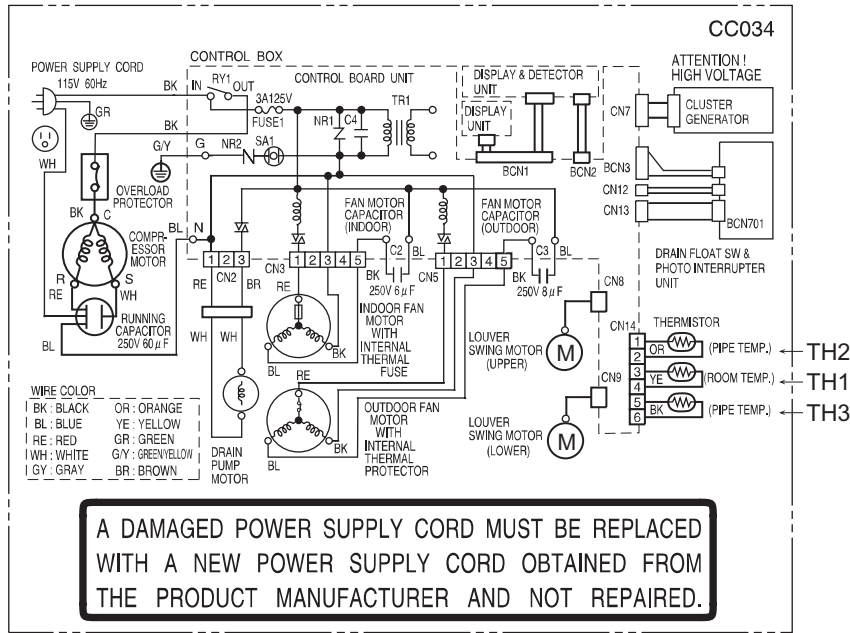 CC034
CONTROL BOX
POWER SUPPLY CORD
115V 60Hz
BK
IN
RY1
OUT
CONTROL BOARD UNIT
DISPLAY & DETECTOR
UNIT
ATTENTION !
HIGH VOLTAGE
3A125V
FUSE1
TR1
NR1
C4
DISPLAY
UNIT
CN7
CLUSTER
GENERATOR
GR
BK
G/Y
G
NR2
SA1
WH
BCN1
BCN2
BCN3
CN12
CN13
BCN701
OVERLOAD
PROTECTOR
BK
C
BL
N
FAN MOTOR
CAPACITOR
(INDOOR)
FAN MOTOR
CAPACITOR
(OUTDOOR)
COMPR-
ESSOR
MOTOR
C2
BL
C3
BL
1 2 3
CN2
CN3
1 2 3 4 5
BK
CN5
1 2 3 4 5
BK
DRAIN FLOAT SW &
PHOTO INTERRUPTER
UNIT
R
S
RE
WH
RE
BR
RE
250V 6μF
250V 8μF
CN8
RUNNING
CAPACITOR
250V 60μF
BL
WH
WH
INDOOR FAN
MOTOR
WITH
INTERNAL
THERMAL
FUSE
BL
BK
LOUVER
SWING MOTOR
(UPPER)
M
CN14
THERMISTOR
1
2
OR
(PIPE TEMP.)
TH2
3
4
YE
(ROOM TEMP.)
TH1
5
6
BK
(PIPE TEMP.)
TH3
CN9
RE
WIRE COLOR
BK : BLACK
OR : ORANGE
BL : BLUE
YE : YELLOW
RE : RED
GR : GREEN
WH : WHITE
G/Y : GREEN/YELLOW
GY : GRAY
BR : BROWN
DRAIN
PUMP
MOTOR
BL
BK
OUTDOOR FAN
MOTOR
WITH
INTERNAL
THERMAL
PROTECTOR
LOUVER
SWING MOTOR
(LOWER)
M
A DAMAGED POWER SUPPLY CORD MUST BE REPLACED
WITH A NEW POWER SUPPLY CORD OBTAINED FROM
THE PRODUCT MANUFACTURER AND NOT REPAIRED.